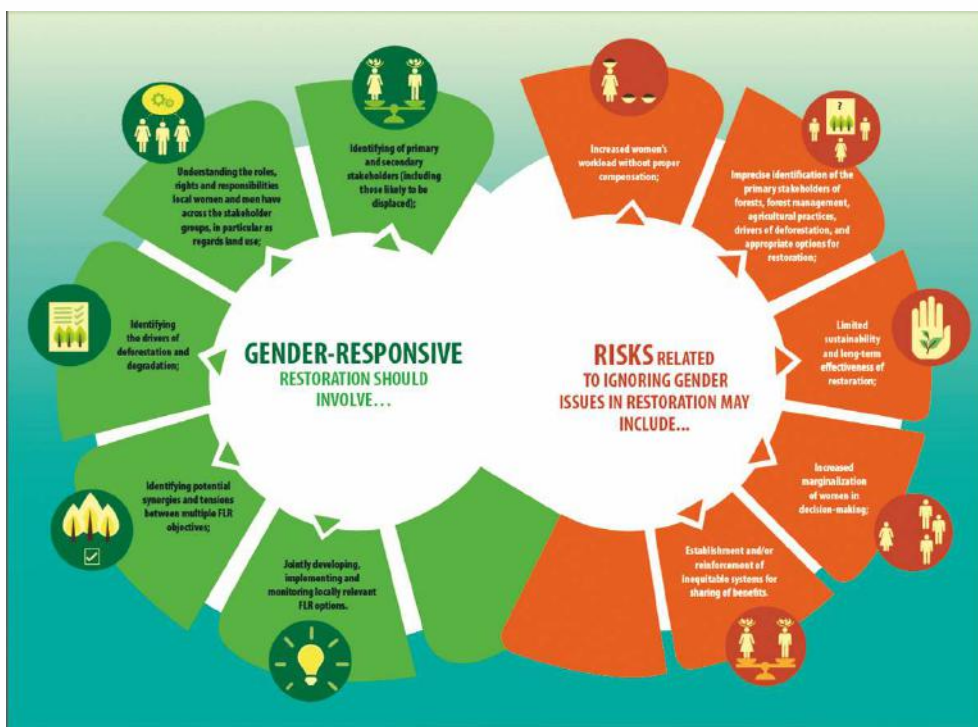 GENDER-RESPONSIVE
RESTORATION SHOULD
INVOLVE...
Identifying of primary
and secondary
stakeholders (including
those likely to be
displaced);
Understanding the roles,
rights and responsibilities
local women and men have
across the stakeholder
groups, in particular as
regards land use;
Identifying
the drivers of
deforestation and
degradation;
Identifying potential
synergies and tensions
between multiple FLR
objectives;
Jointly developing,
implementing and
monitoring locally relevant
FLR options.
RISKS RELATED
TO IGNORING GENDER
ISSUES IN RESTORATION MAY
INCLUDE...
Increased women's
workload without proper
compensation;
?
Imprecise identification of the
primary stakeholders of
forests, forest management,
agricultural practices,
drivers of deforestation, and
appropriate options for
restoration;
Limited
sustainability
and long-term
effectiveness of
restoration;
Increased
marginalization
of women in
decision-making;
Establishment and/or
reinforcement of
inequitable systems for
sharing of benefits.